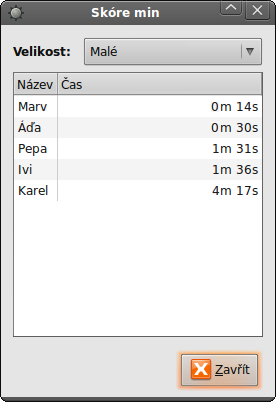 Skóre min
Velikost: Malé
Název Čas
Marv 0m 14s
Áďa 0m 30s
Pepa 1m 31s
Ivi 1m 36s
Karel 4m 17s
Zavřít